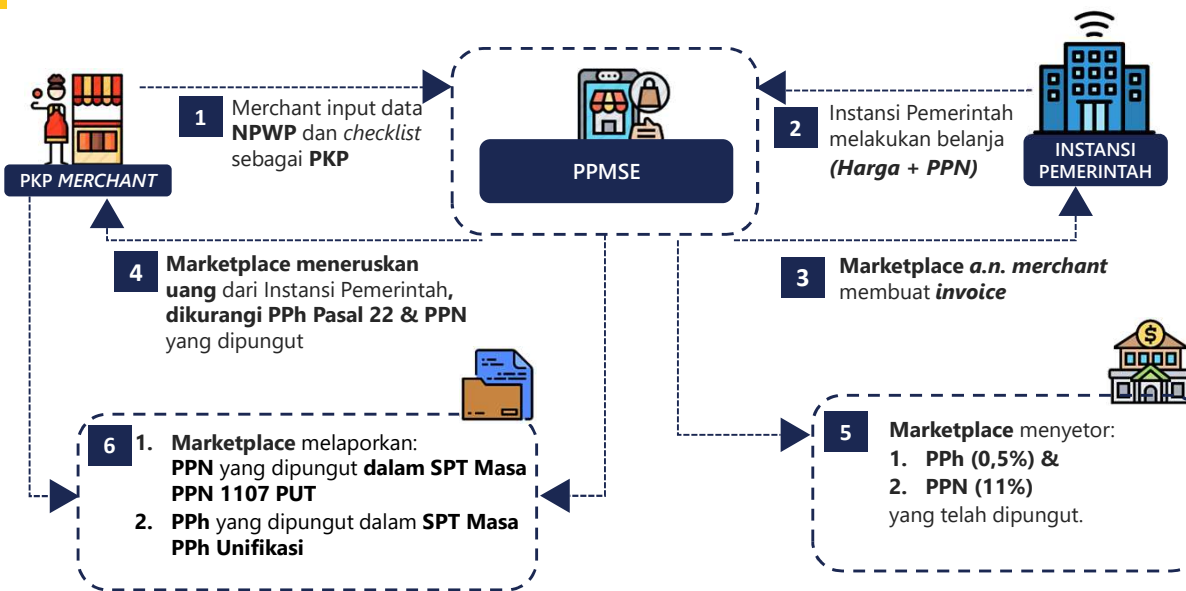 1
Merchant input data
NPWP dan checklist
sebagai PKP
PKP MERCHANT
PPMSE
2
Instansi Pemerintah
melakukan belanja
(Harga + PPN)
INSTANSI
PEMERINTAH
3
Marketplace a.n. merchant
membuat invoice
4
Marketplace meneruskan
uang dari Instansi Pemerintah,
dikurangi PPh Pasal 22 & PPN
yang dipungut
5
Marketplace menyetor:
1. PPh (0,5%) &
2. PPN (11%)
yang telah dipungut.
6
1. Marketplace melaporkan:
PPN yang dipungut dalam SPT Masa
PPN 1107 PUT
2. PPh yang dipungut dalam SPT Masa
PPh Unifikasi
$